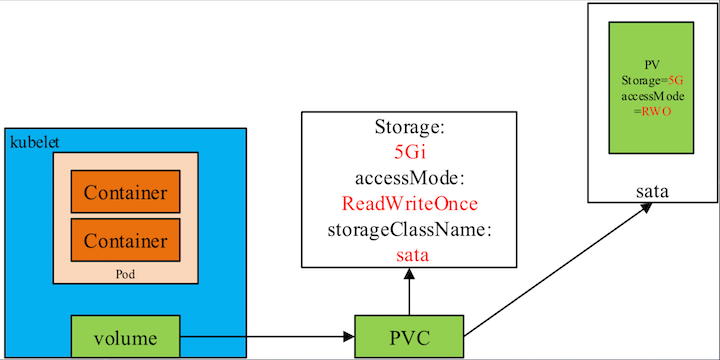 kubelet
Container
Container
Pod
volume
PVC
Storage:
5Gi
accessMode:
ReadWriteOnce
storageClassName:
sata
PV
Storage=5G
accessMode
=RWO
sata